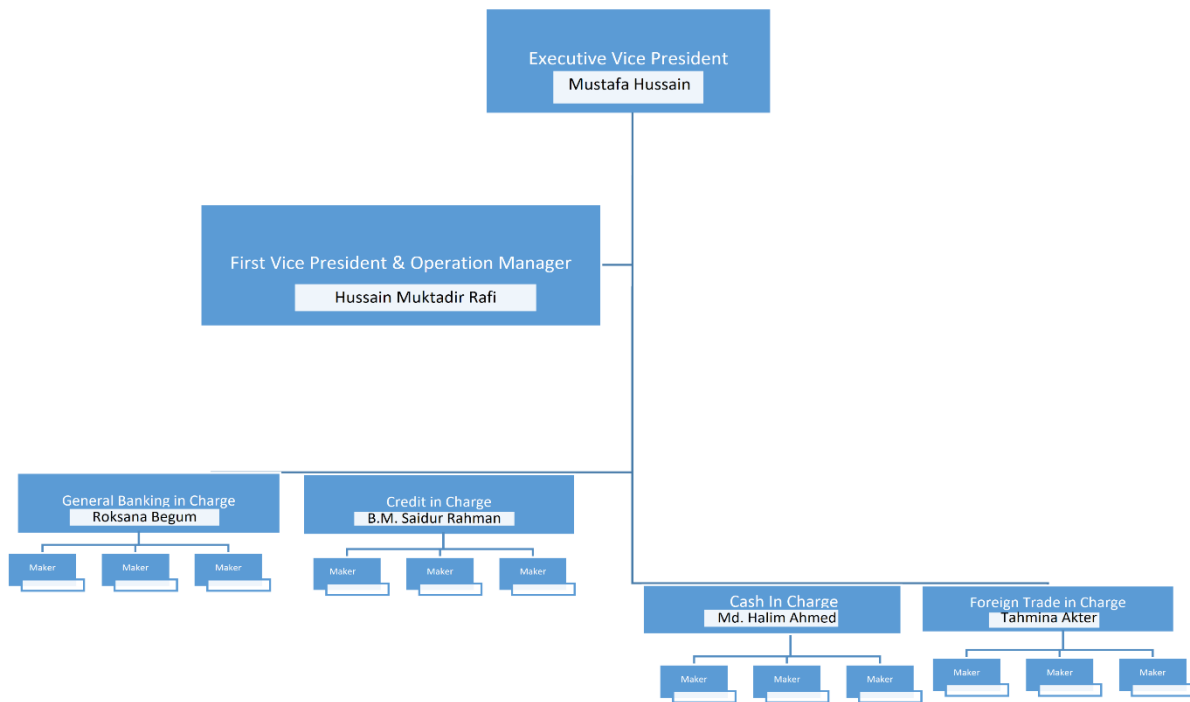 Executive Vice President
Mustafa Hussain
First Vice President & Operation Manager
Hussain Muktadir Rafi
General Banking in Charge
Roksana Begum
Maker
Maker
Maker
Credit in Charge
B.M. Saidur Rahman
Maker
Maker
Maker
Cash In Charge
Md. Halim Ahmed
Maker
Maker
Maker
Foreign Trade in Charge
Tahmina Akter
Maker
Maker
Maker